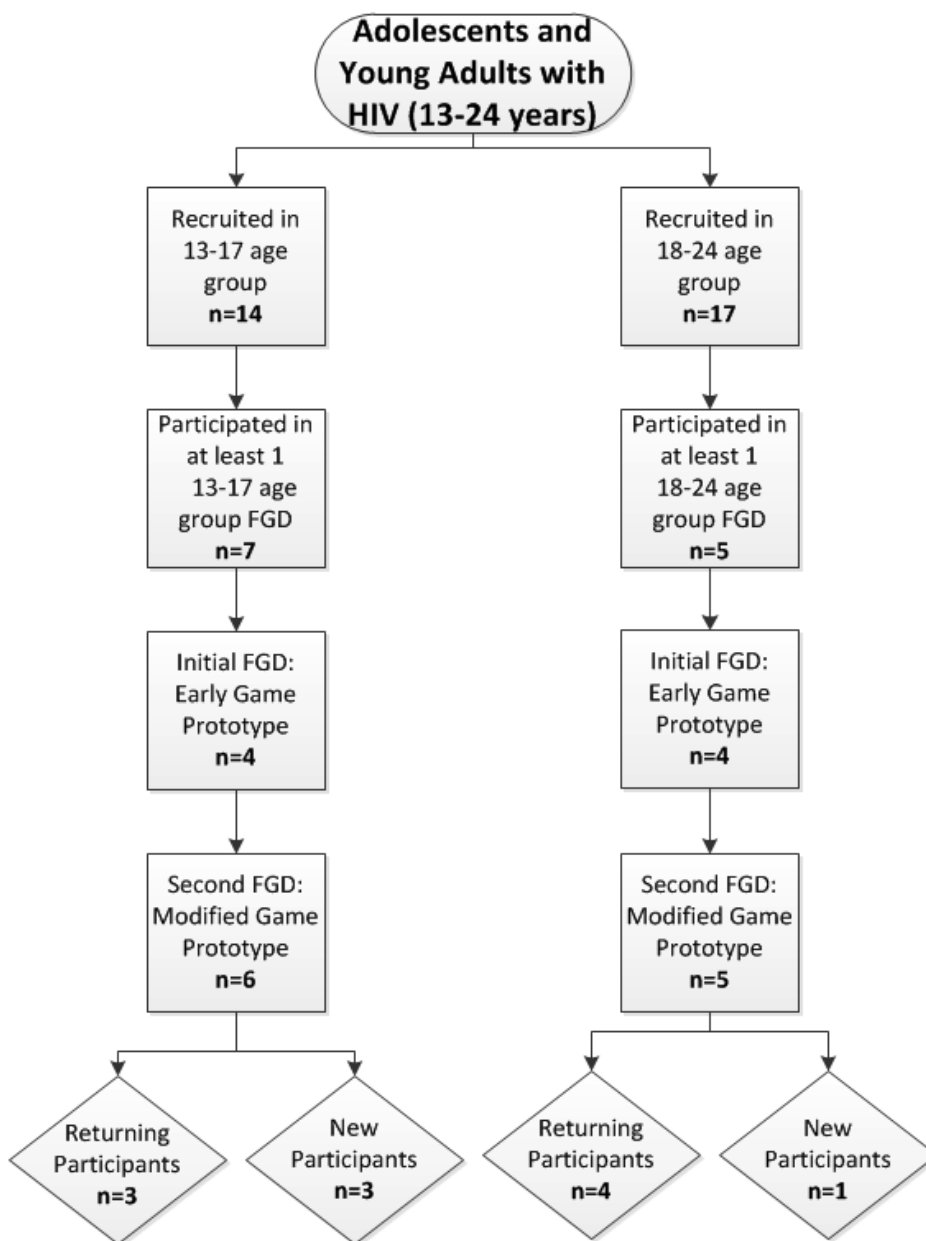 Adolescents and
Young Adults with
HIV (13-24 years)
Recruited in
13-17 age
group
n=14
Recruited in
18-24 age
group
n=17
Participated in
at least 1
13-17 age
group FGD
n=7
Participated in
at least 1
18-24 age
group FGD
n=5
Initial FGD:
Early Game
Prototype
n=4
Initial FGD:
Early Game
Prototype
n=4
Second FGD:
Modified Game
Prototype
n=6
Second FGD:
Modified Game
Prototype
n=5
Returning
Participants
n=3
New
Participants
n=3
Returning
Participants
n=4
New
Participants
n=1